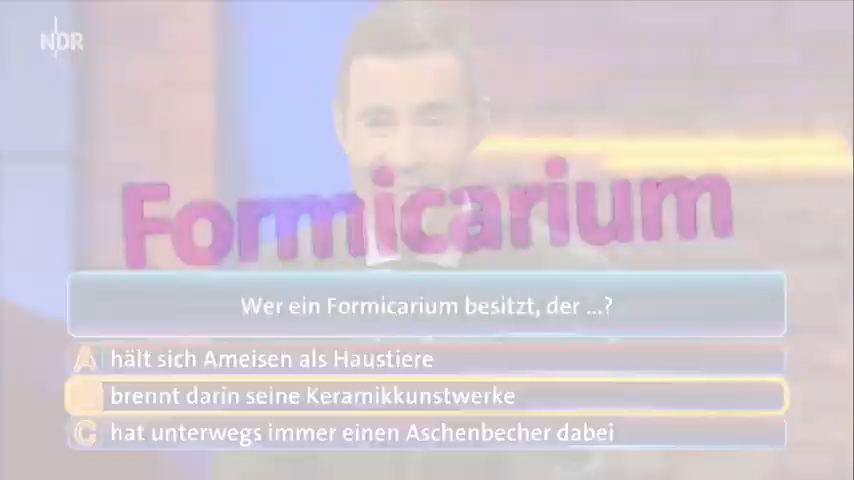 NDR
Formicarium
Wer ein Formicarium besitzt, der ...?
A hält sich Ameisen als Haustiere
brennt darin seine Keramikkunstwerke
C hat unterwegs immer einen Aschenbecher dabei